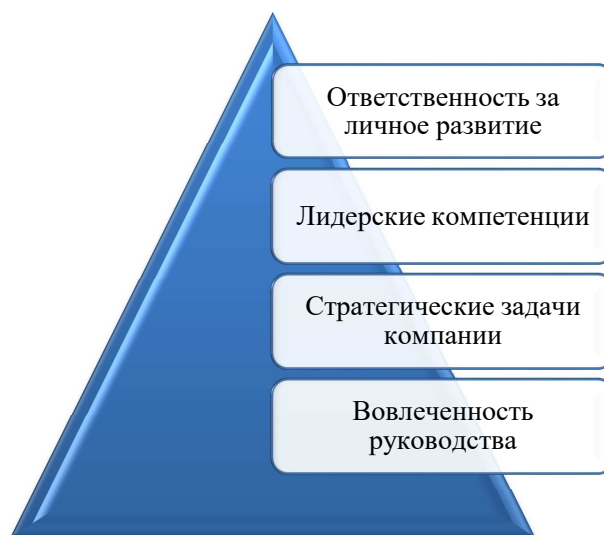 Ответственность за
личное развитие
Лидерские компетенции
Стратегические задачи
компании
Вовлеченность
руководства